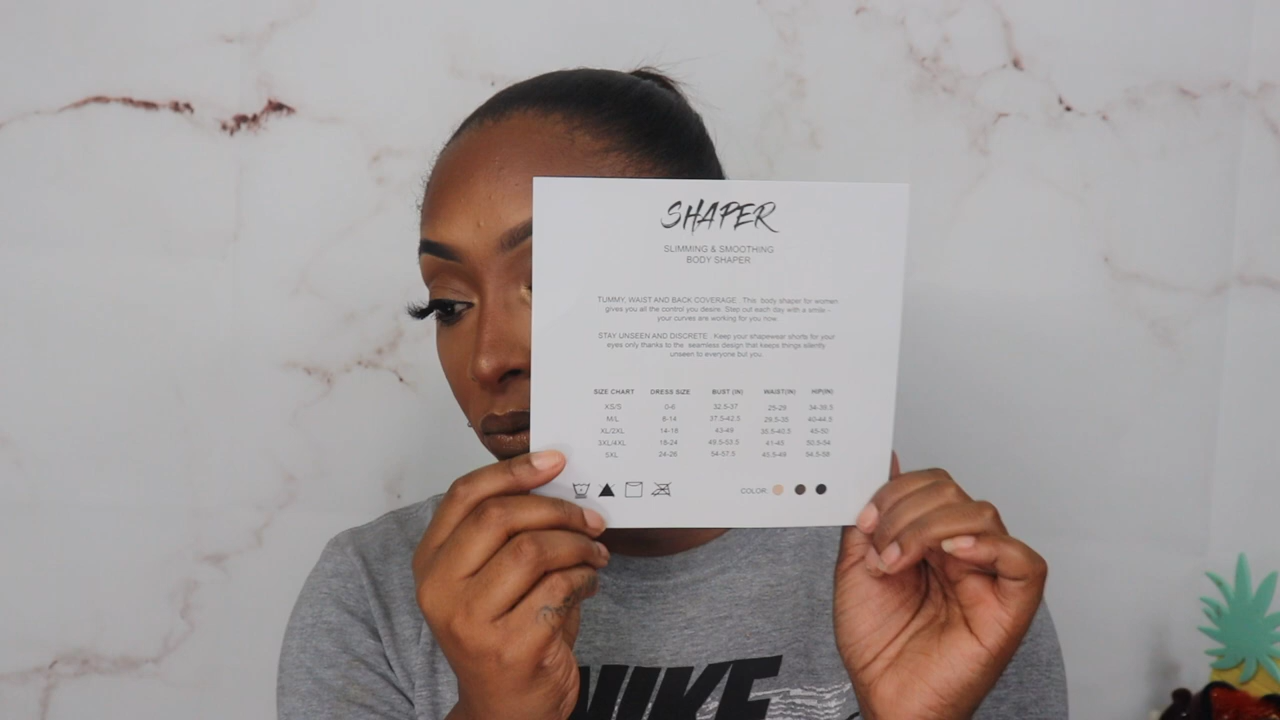 SHAPER
SLIMMING & SMOOTHING
BODY SHAPER
TUMMY, WAIST AND BACK COVERAGE . This body shaper for women
gives you all the control you desire. Step out each day with a smile -
your curves are working for you now.
STAY UNSEEN AND DISCRETE . Keep your shapewear shorts for your
eyes only thanks to the seamless design that keeps things silently
unseen to everyone but you.
SIZE CHART DRESS SIZE BUST (IN) WAIST(IN) HIP(IN)
XS/S 0-6 32.5-37 25-29 34-39.5
M/L 8-14 37.5-42.5 29.5-35 40-44.5
XL/2XL 14-18 43-49 35.5-40.5 45-50
3XL/4XL 18-24 49.5-53.5 41-45 50.5-54
5XL 24-26 54-57.5 45.5-49 54.5-58
COLOR:
NIKE